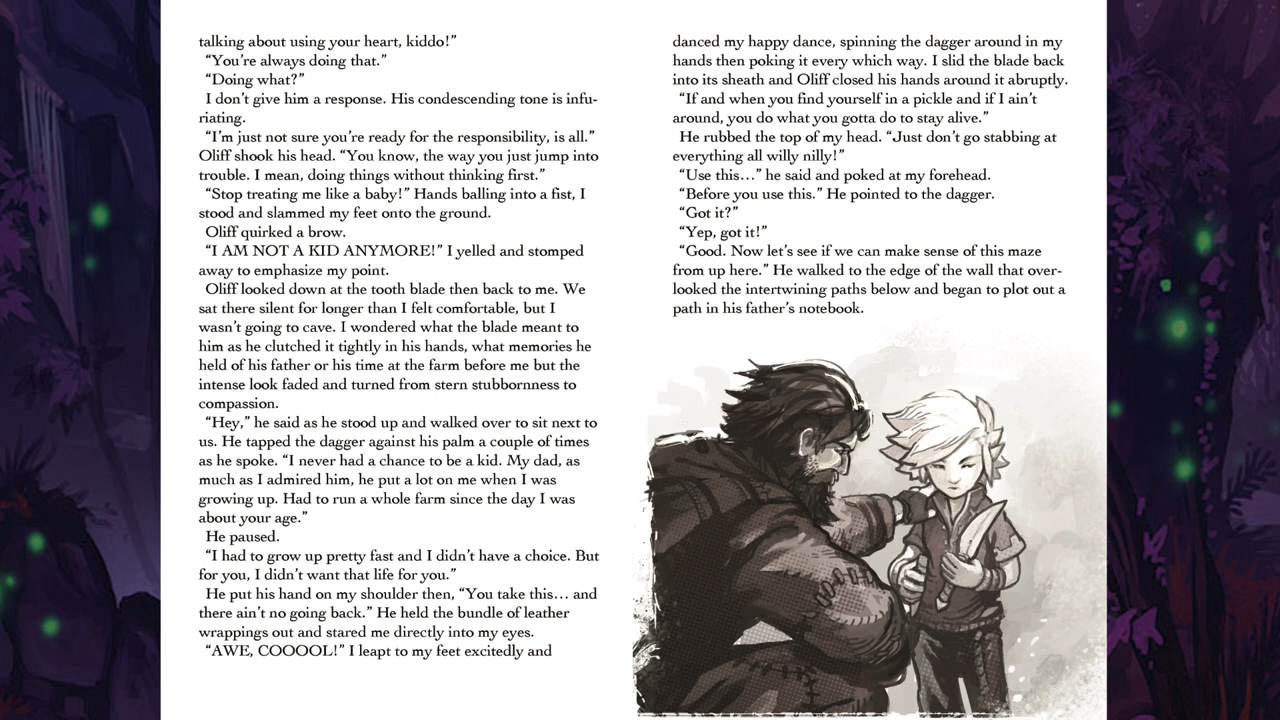 talking about using your heart, kiddo!”
“You’re always doing that.”
“Doing what?”
I don’t give him a response. His condescending tone is infu-
riating.
“I’m just not sure you’re ready for the responsibility, is all.”
Oliff shook his head. “You know, the way you just jump into
trouble. I mean, doing things without thinking first.”
“Stop treating me like a baby!” Hands balling into a fist, I
stood and slammed my feet onto the ground.
Oliff quirked a brow.
“I AM NOT A KID ANYMORE!” I yelled and stomped
away to emphasize my point.
Oliff looked down at the tooth blade then back to me. We
sat there silent for longer than I felt comfortable, but I
wasn’t going to cave. I wondered what the blade meant to
him as he clutched it tightly in his hands, what memories he
held of his father or his time at the farm before me but the
intense look faded and turned from stern stubbornness to
compassion.
“Hey,” he said as he stood up and walked over to sit next to
us. He tapped the dagger against his palm a couple of times
as he spoke. “I never had a chance to be a kid. My dad, as
much as I admired him, he put a lot on me when I was
growing up. Had to run a whole farm since the day I was
about your age.”
He paused.
“I had to grow up pretty fast and I didn’t have a choice. But
for you, I didn’t want that life for you.”
He put his hand on my shoulder then, “You take this… and
there ain’t no going back.” He held the bundle of leather
wrappings out and stared me directly into my eyes.
“AWE, COOOOL!” I leapt to my feet excitedly and
danced my happy dance, spinning the dagger around in my
hands then poking it every which way. I slid the blade back
into its sheath and Oliff closed his hands around it abruptly.
“If and when you find yourself in a pickle and if I ain’t
around, you do what you gotta do to stay alive.”
He rubbed the top of my head. “Just don’t go stabbing at
everything all willy nilly!”
“Use this…” he said and poked at my forehead.
“Before you use this.” He pointed to the dagger.
“Got it?”
“Yep, got it!”
“Good. Now let’s see if we can make sense of this maze
from up here.” He walked to the edge of the wall that over-
looked the intertwining paths below and began to plot out a
path in his father’s notebook.